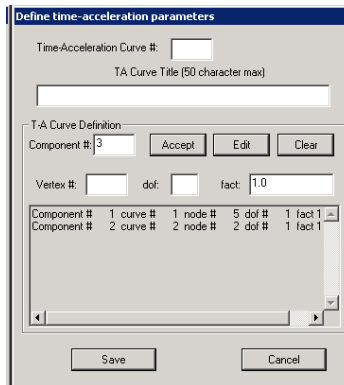 Define time-acceleration parameters
Time-Acceleration Curve #:
TA Curve Title (50 character max)
T-A Curve Definition
Component #: 3 Accept Edit Clear
Vertex #: dof: fact: 1.0
Component # 1 curve # 1 node # 5 dof # 1 fact 1
Component # 2 curve # 2 node # 2 dof # 1 fact 1
Save Cancel